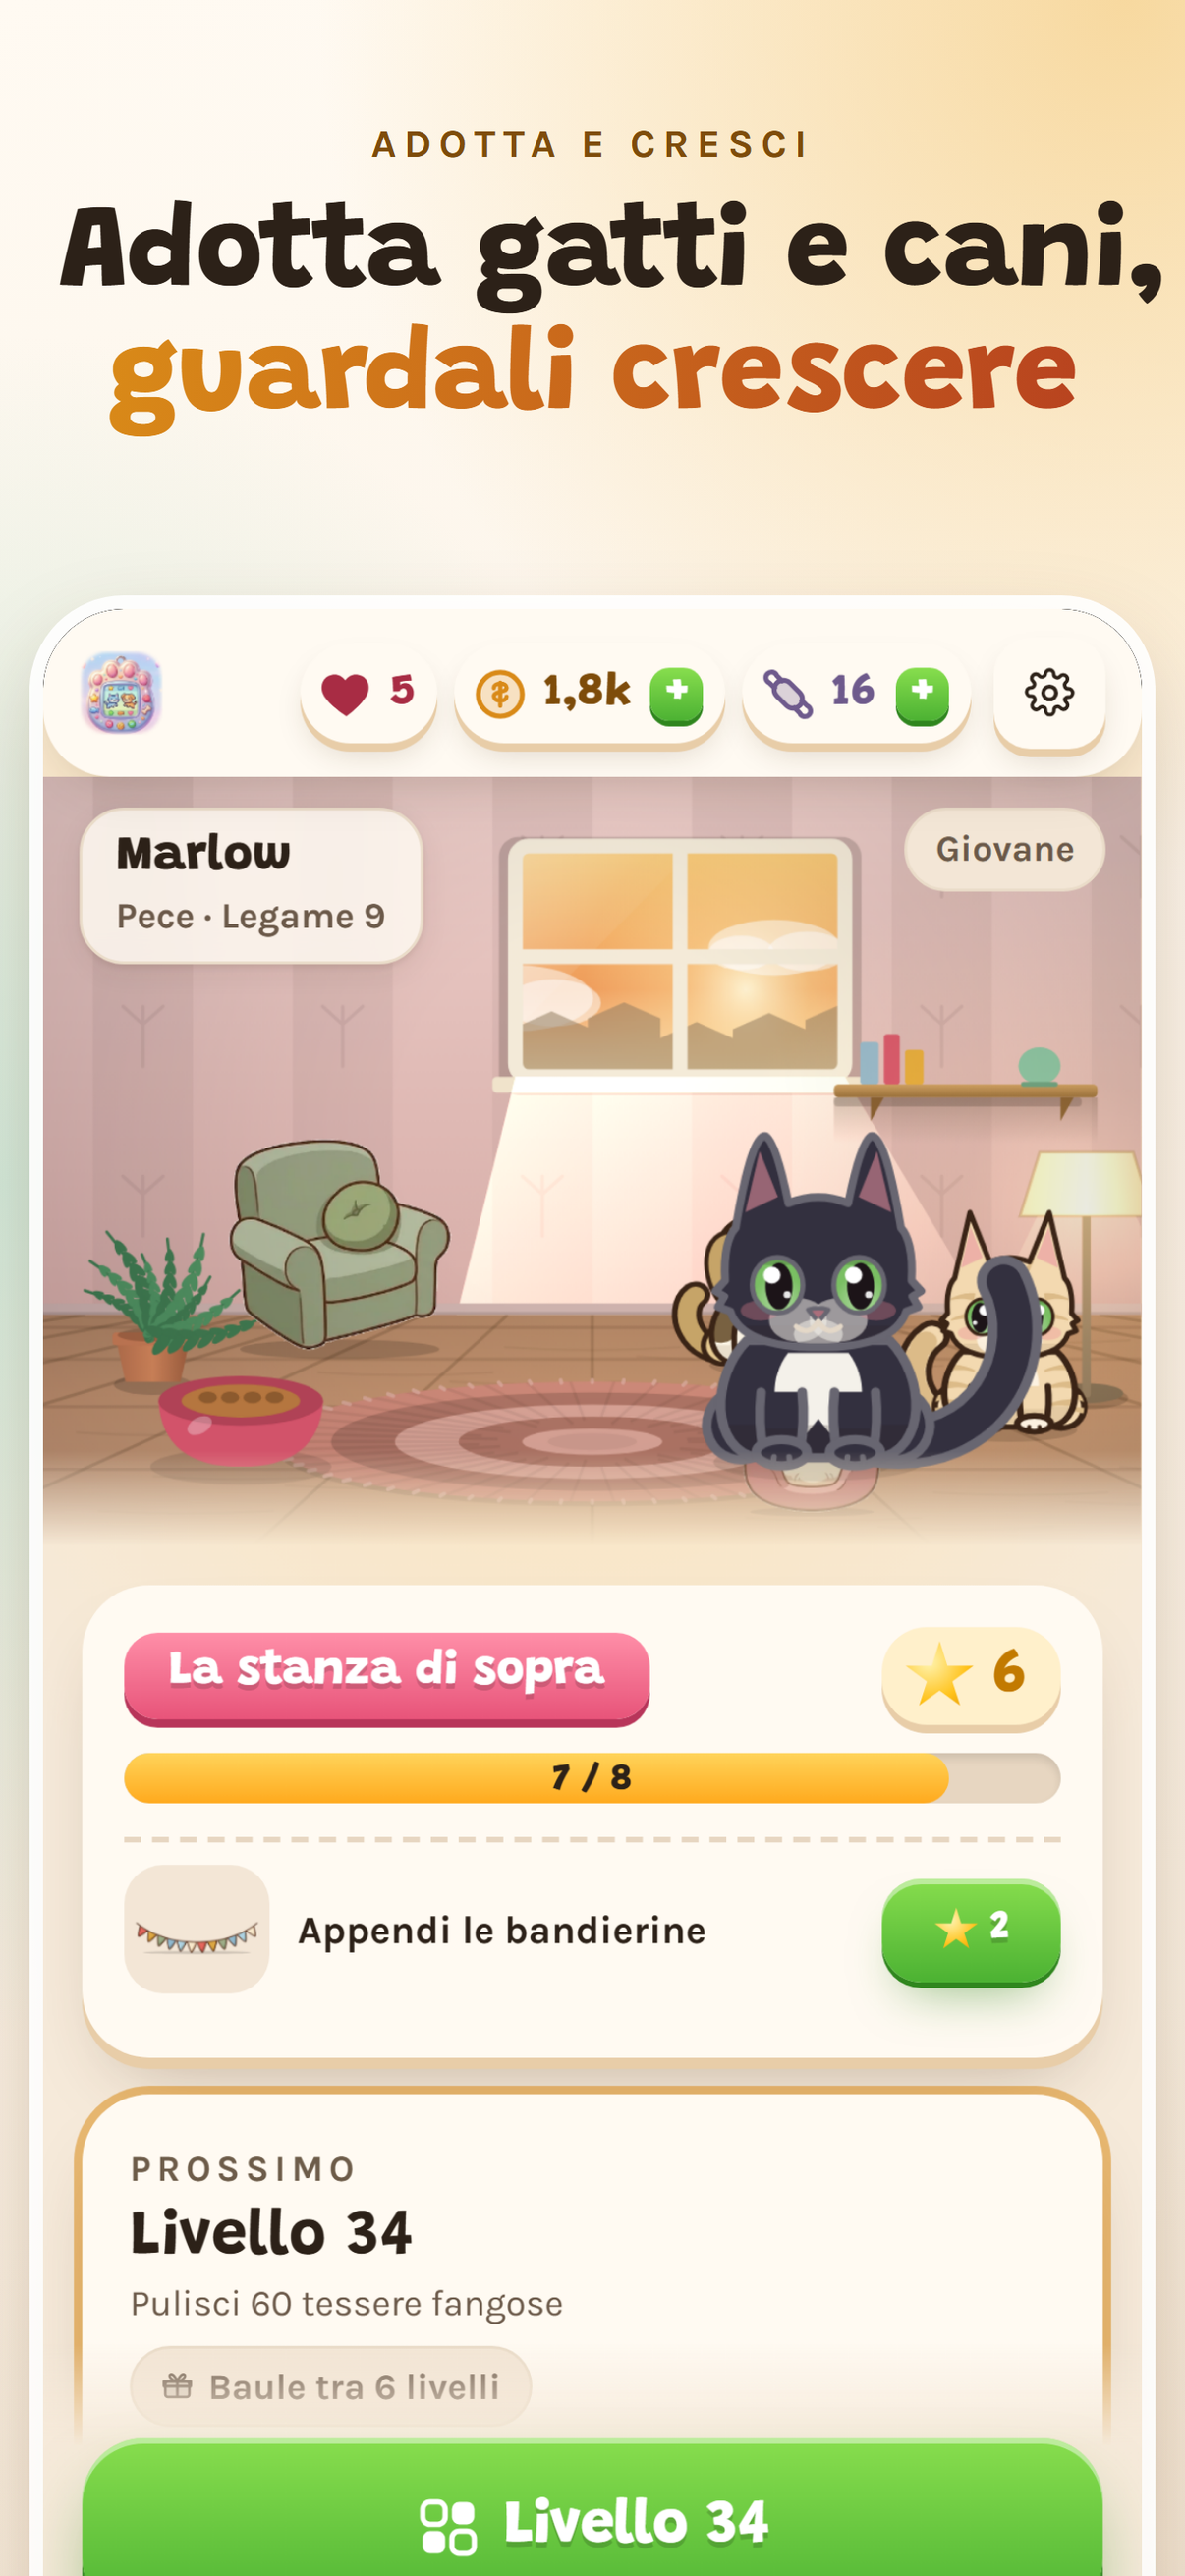 ADOTTA E CRESCI
Adotta gatti e cani,
guardali crescere
5
1,8k
+
16
+
Marlow
Pece · Legame 9
Giovane
La stanza di sopra
6
7 / 8
Appendi le bandierine
2
PROSSIMO
Livello 34
Pulisci 60 tessere fangose
Baule tra 6 livelli
Livello 34